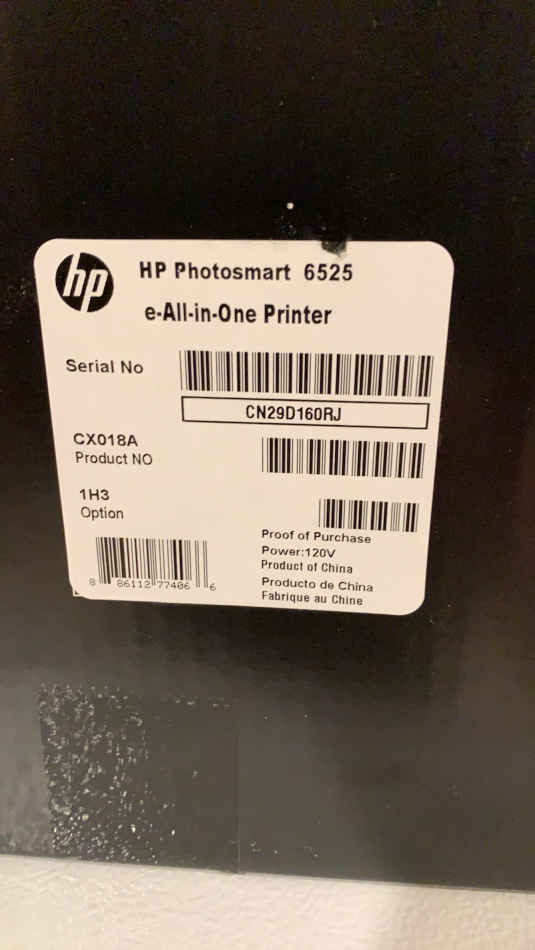 hp
HP Photosmart 6525
e-All-in-One Printer
Serial No
CN29D160RJ
CX018A
Product NO
1H3
Option
8 86112 77406 6
Proof of Purchase
Power:120V
Product of China
Producto de China
Fabrique au Chine